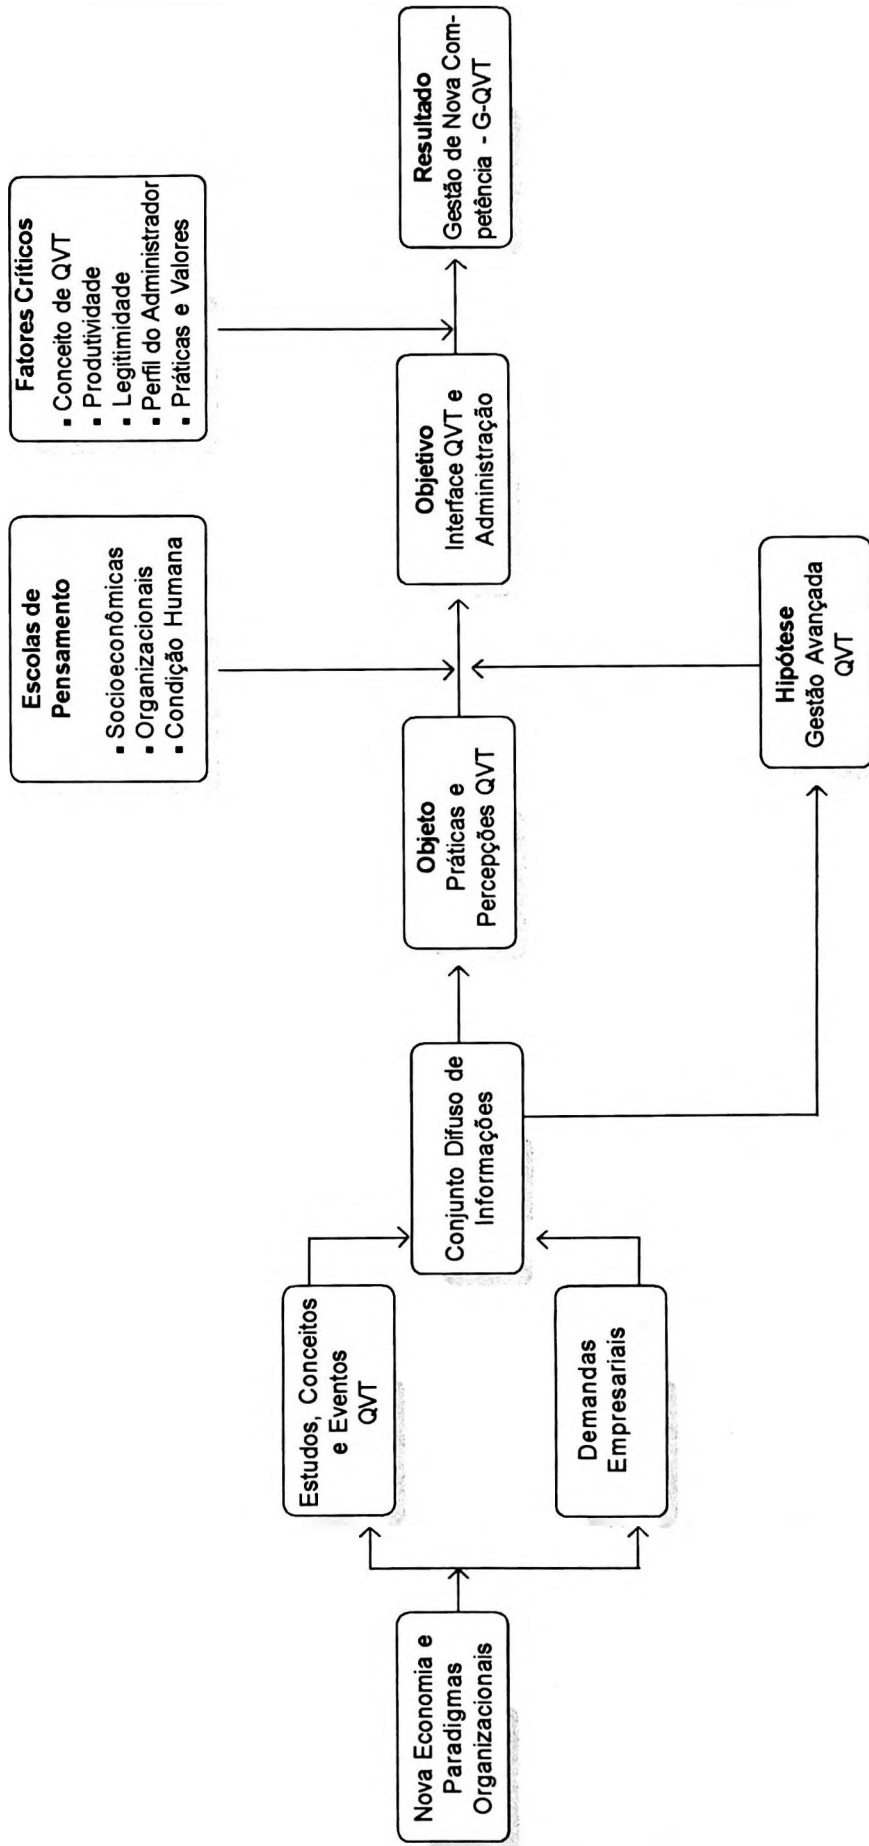 Nova Economia e
Paradigmas
Organizacionais
Estudos, Conceitos
e Eventos
QVT
Demandas
Empresariais
Conjunto Difuso de
Informações
Objeto
Práticas e
Percepções QVT
Escolas de
Pensamento
▪ Socioeconômicas
▪ Organizacionais
▪ Condição Humana
Hipótese
Gestão Avançada
QVT
Objetivo
Interface QVT e
Administração
Fatores Críticos
▪ Conceito de QVT
▪ Produtividade
▪ Legitimidade
▪ Perfil do Administrador
▪ Práticas e Valores
Resultado
Gestão de Nova Com-
petência - G-QVT